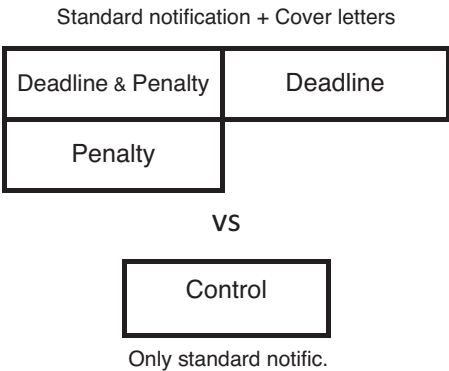 Standard notification + Cover letters
Deadline & Penalty Deadline
Penalty
vs
Control
Only standard notific.